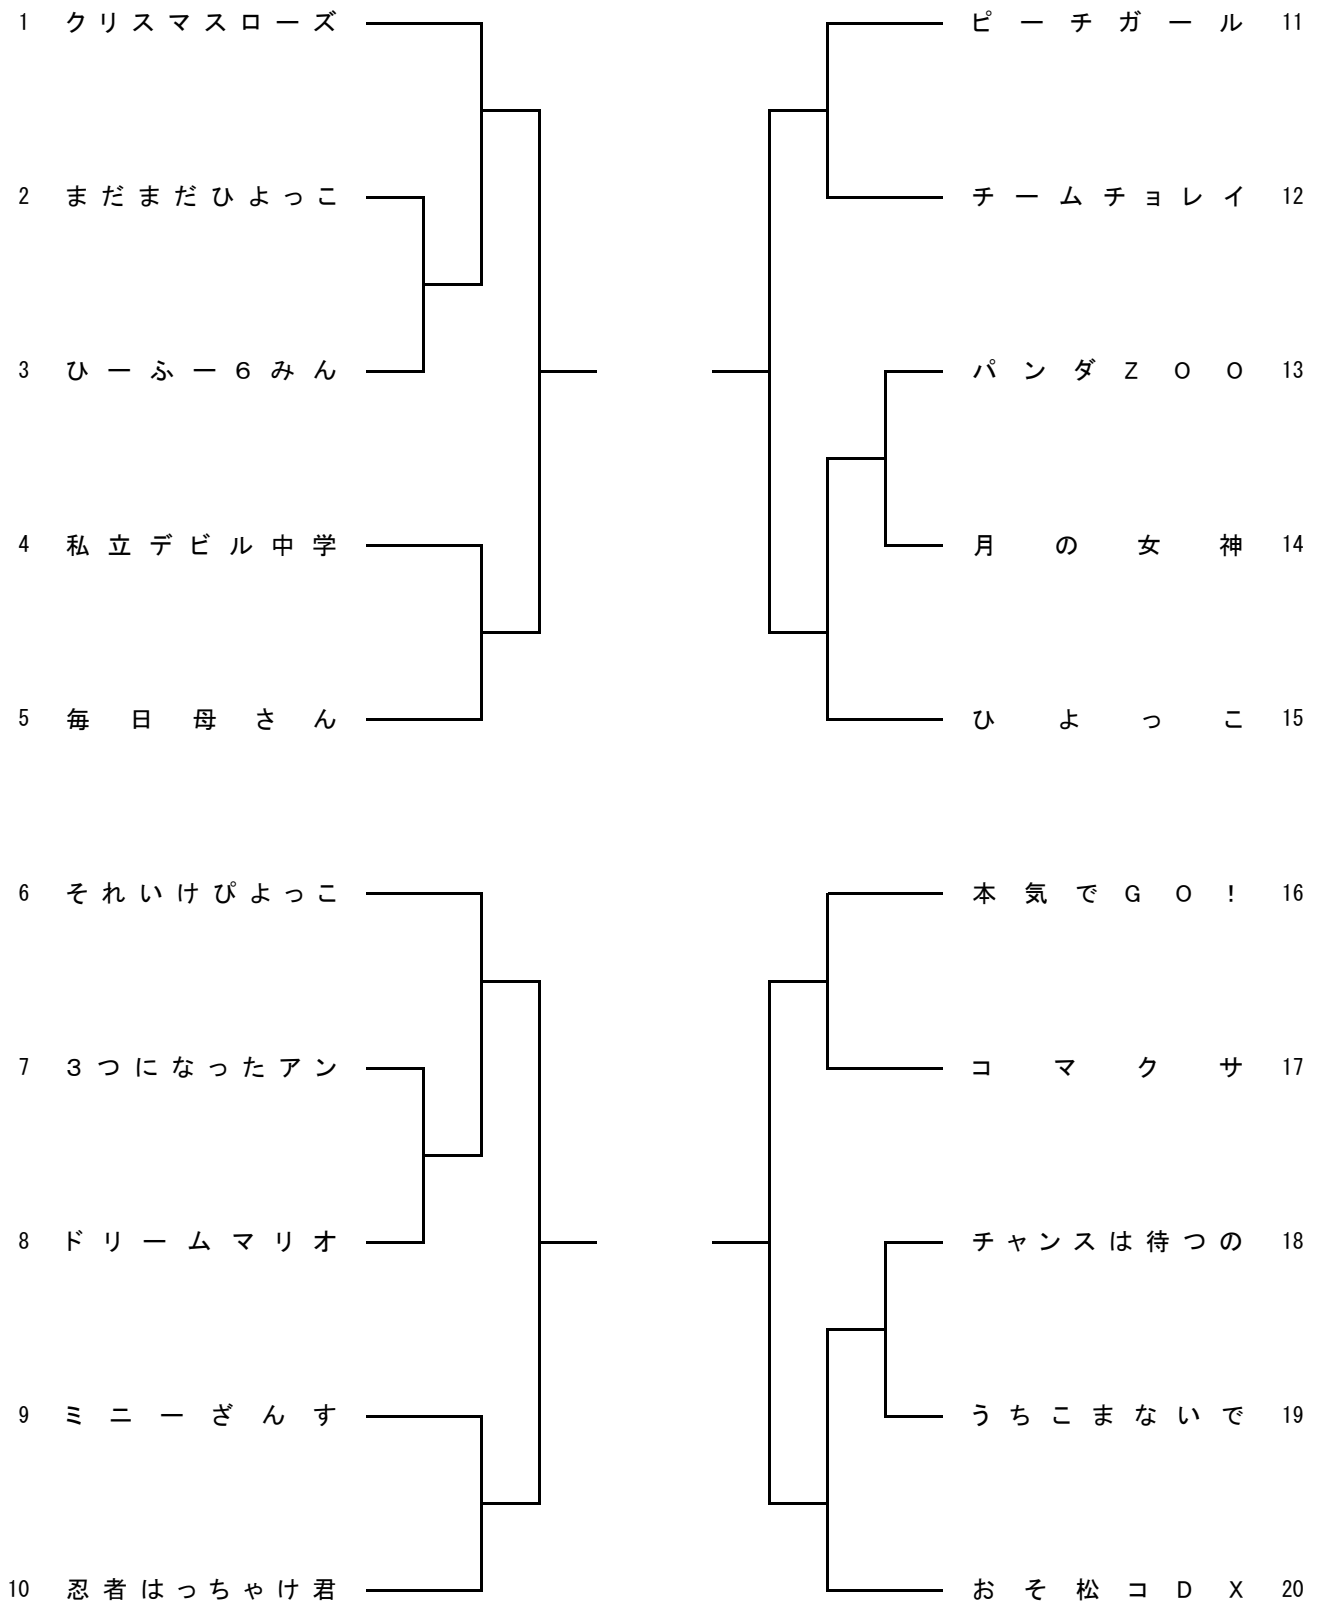 1 クリスマスローズ
2 まだまだひよっこ
3 ひーふー６みん
4 私立デビル中学
5 毎日母さん
6 それいけぴよっこ
7 ３つになったアン
8 ドリームマリオ
9 ミニーざんす
10 忍者はっちゃけ君
ピーチガール 11
チームチョレイ 12
パンダＺＯＯ 13
月の女神 14
ひよっこ 15
本気でＧＯ！ 16
コマクサ 17
チャンスは待つの 18
うちこまないで 19
おそ松コＤＸ 20